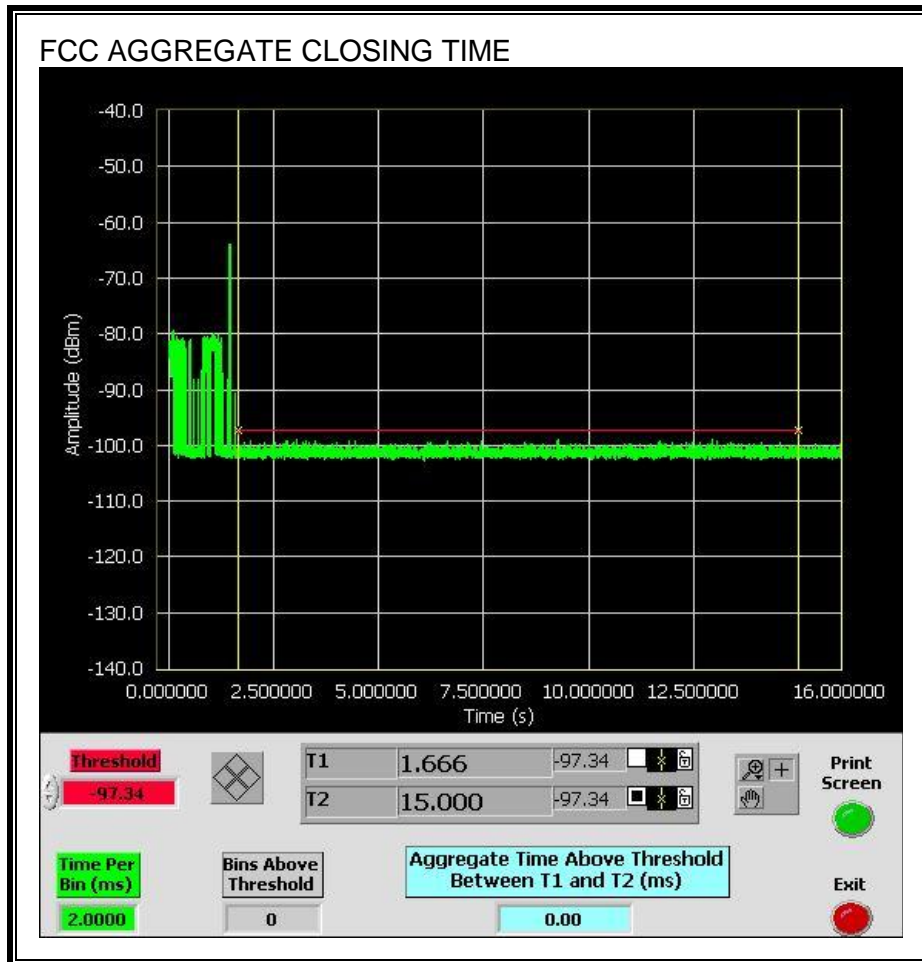 FCC AGGREGATE CLOSING TIME
-40.0
-50.0
-60.0
-70.0
-80.0
-90.0
-100.0
-110.0
-120.0
-130.0
-140.0
Amplitude (dBm)
0.000000 2.500000 5.000000 7.500000 10.000000 12.500000 16.000000
Time (s)
Threshold
-97.34
T1 1.666 -97.34
T2 15.000 -97.34
Print
Screen
Time Per
Bin (ms)
2.0000
Bins Above
Threshold
0
Aggregate Time Above Threshold
Between T1 and T2 (ms)
0.00
Exit